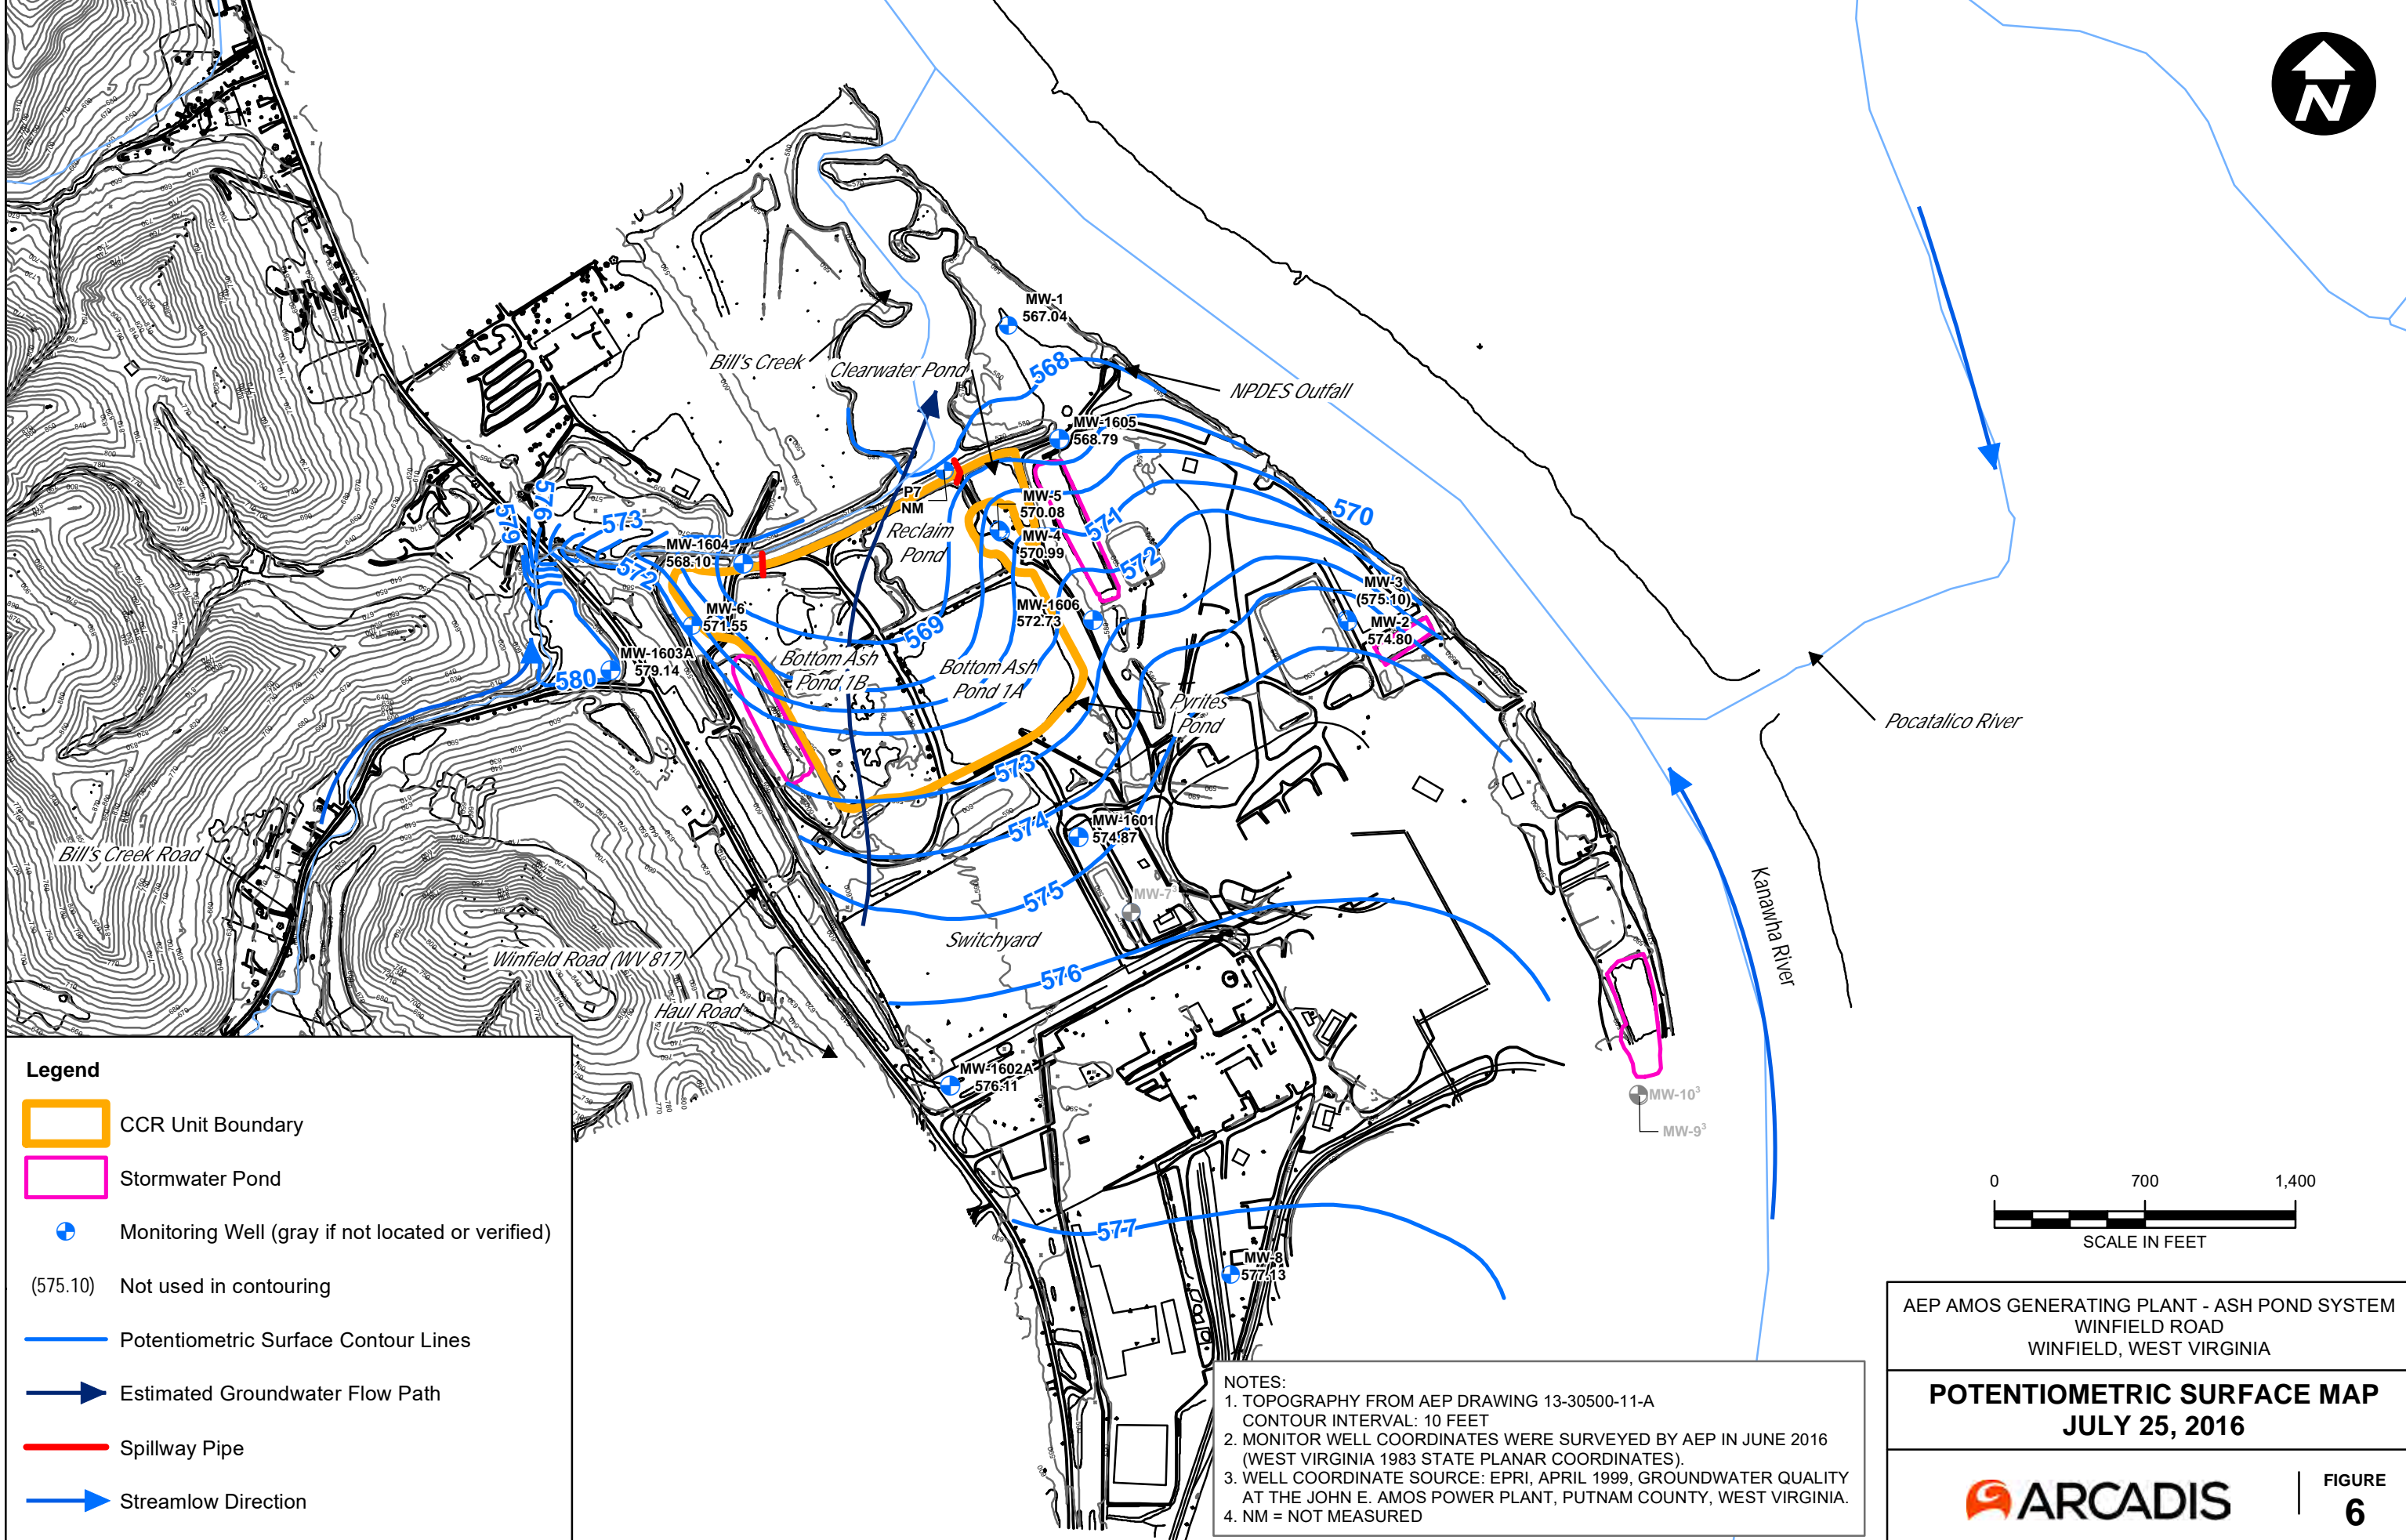 N
MW-1
567.04
Bill's Creek
Clearwater Pond
568
NPDES Outfall
MW-1605
568.79
P7
NM
MW-5
570.08
MW-4
570.99
571
570
572
Reclaim
Pond
579
576
573
572
MW-1604
568.10
MW-6
571.55
MW-1603A
579.14
580
MW-1606
572.73
MW-3
(575.10)
MW-2
574.80
569
Bottom Ash
Pond 1B
Bottom Ash
Pond 1A
Pyrites
Pond
Pocatalico River
573
574
MW-1601
574.87
575
MW-7³
Bill's Creek Road
Switchyard
Winfield Road (WV 817)
576
Haul Road
Kanawha River
MW-1602A
576.11
MW-10³
MW-9³
577
MW-8
577.13
Legend
CCR Unit Boundary
Stormwater Pond
Monitoring Well (gray if not located or verified)
(575.10) Not used in contouring
Potentiometric Surface Contour Lines
Estimated Groundwater Flow Path
Spillway Pipe
Streamlow Direction
0 700 1,400
SCALE IN FEET
NOTES:
1. TOPOGRAPHY FROM AEP DRAWING 13-30500-11-A
CONTOUR INTERVAL: 10 FEET
2. MONITOR WELL COORDINATES WERE SURVEYED BY AEP IN JUNE 2016
(WEST VIRGINIA 1983 STATE PLANAR COORDINATES).
3. WELL COORDINATE SOURCE: EPRI, APRIL 1999, GROUNDWATER QUALITY
AT THE JOHN E. AMOS POWER PLANT, PUTNAM COUNTY, WEST VIRGINIA.
4. NM = NOT MEASURED
AEP AMOS GENERATING PLANT - ASH POND SYSTEM
WINFIELD ROAD
WINFIELD, WEST VIRGINIA
POTENTIOMETRIC SURFACE MAP
JULY 25, 2016
ARCADIS
FIGURE
6